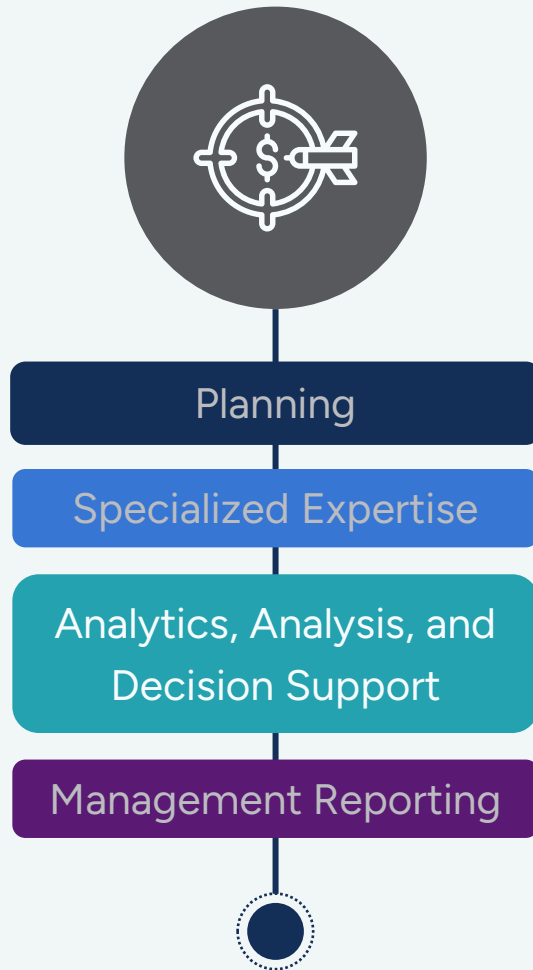 $
Planning
Specialized Expertise
Analytics, Analysis, and
Decision Support
Management Reporting